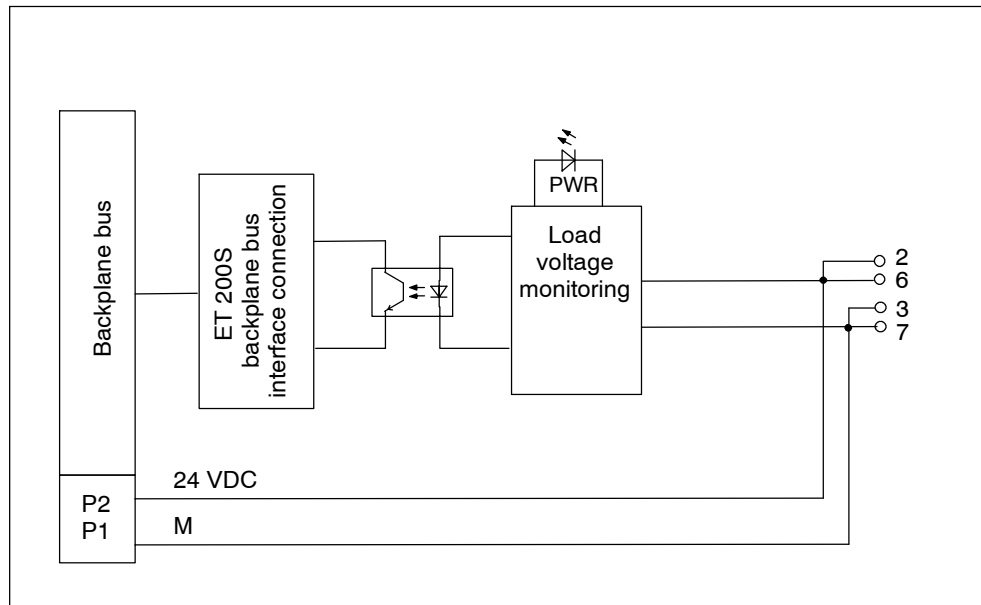 Backplane bus
ET 200S
backplane bus
interface connection
PWR
Load
voltage
monitoring
2
6
3
7
24 VDC
P2
P1
M